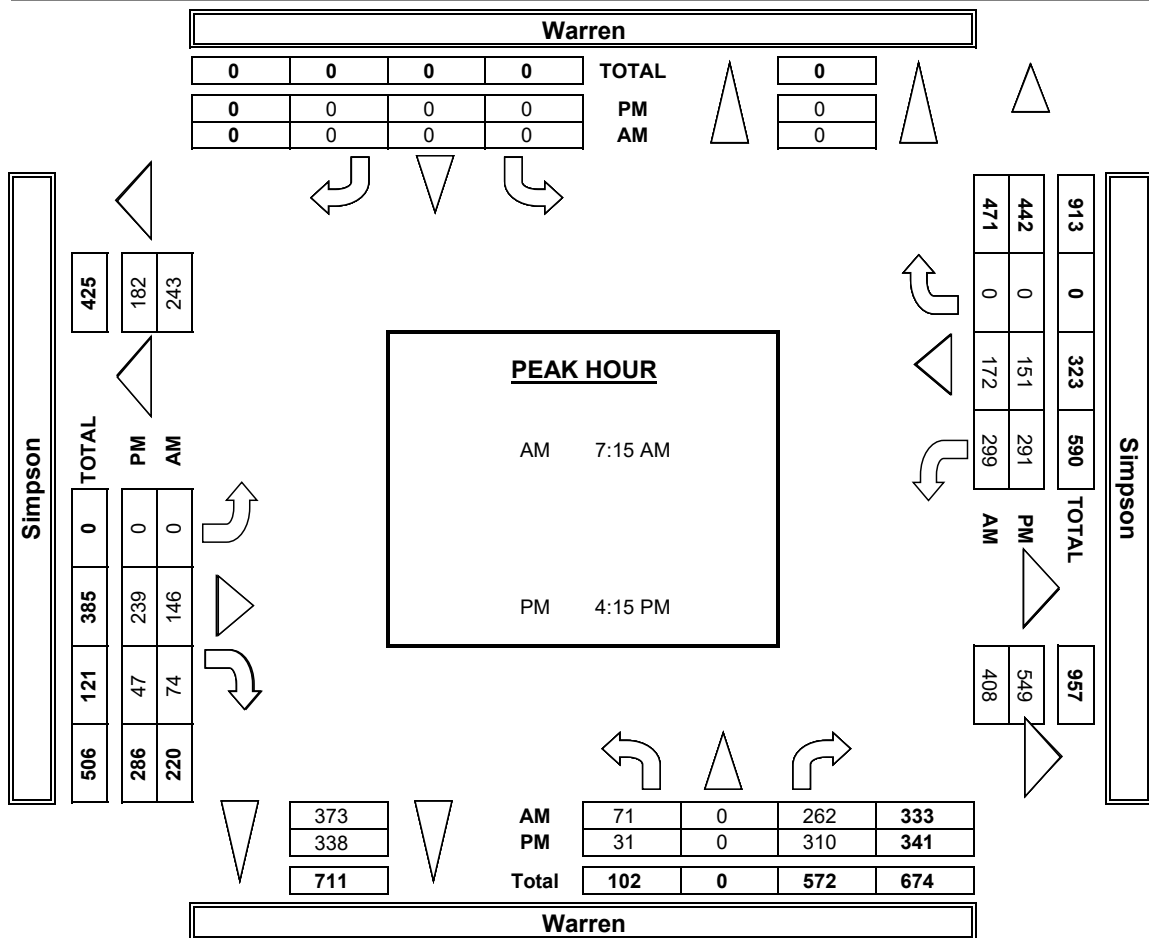 Warren
0 0 0 0 TOTAL 0
0 0 0 0 PM 0
0 0 0 0 AM 0
Simpson
425
182
243
TOTAL
PM
AM
0 385 121 506
0 239 47 286
0 146 74 220
PEAK HOUR
AM 7:15 AM
PM 4:15 PM
913 0 323 590 TOTAL
442 0 151 291 PM
471 0 172 299 AM
957
549
408
Simpson
373 AM 71 0 262 333
338 PM 31 0 310 341
711 Total 102 0 572 674
Warren